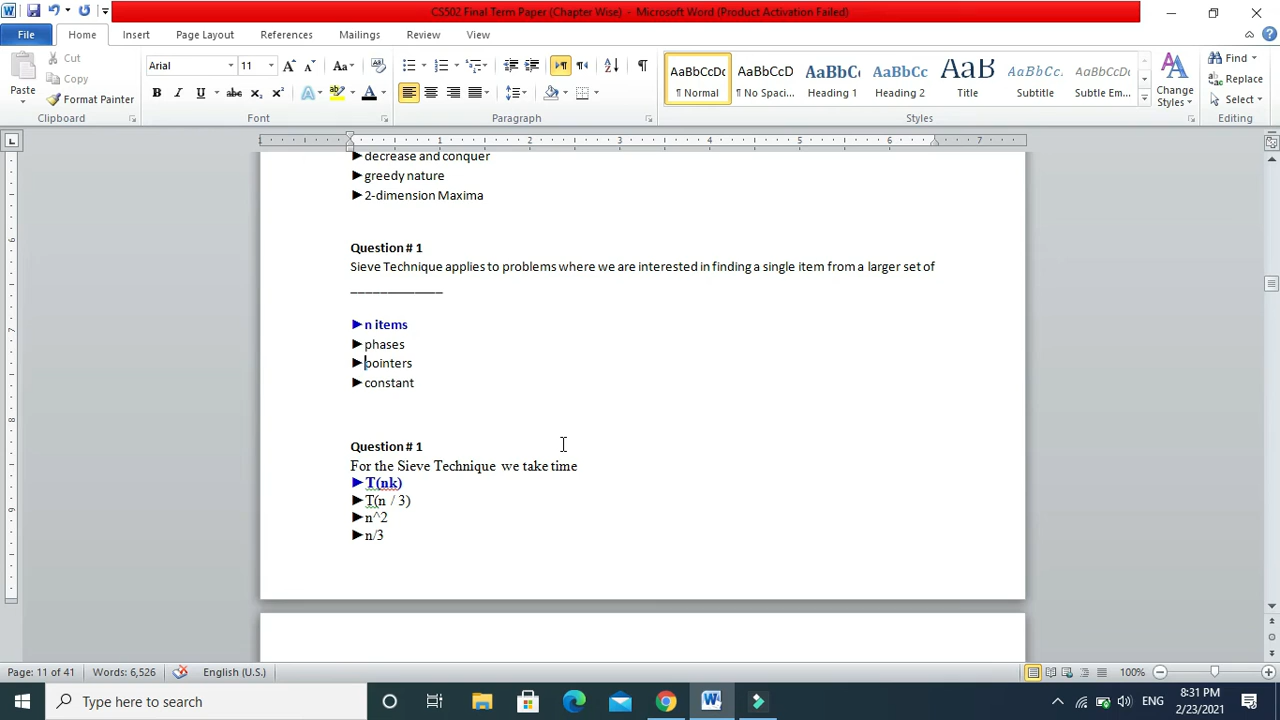 CS502 Final Term Paper (Chapter Wise) - Microsoft Word (Product Activation Failed)
File Home Insert Page Layout References Mailings Review View
Cut
Copy
Format Painter
Paste
Clipboard
Arial 11
Font
Paragraph
AaBbCcDc AaBbCcD AaBbC AaBbCc AaB AaBbCc. AaBbCcD
¶ Normal ¶ No Spaci... Heading 1 Heading 2 Title Subtitle Subtle Em...
Change Styles
Styles
Find
Replace
Select
Editing
►decrease and conquer
►greedy nature
►2-dimension Maxima
Question # 1
Sieve Technique applies to problems where we are interested in finding a single item from a larger set of
_____________
►n items
►phases
►pointers
►constant
Question # 1
For the Sieve Technique we take time
►T(nk)
►T(n / 3)
►n^2
►n/3
Page: 11 of 41 Words: 6,526 English (U.S.) 100%
Type here to search
ENG
8:31 PM
2/23/2021